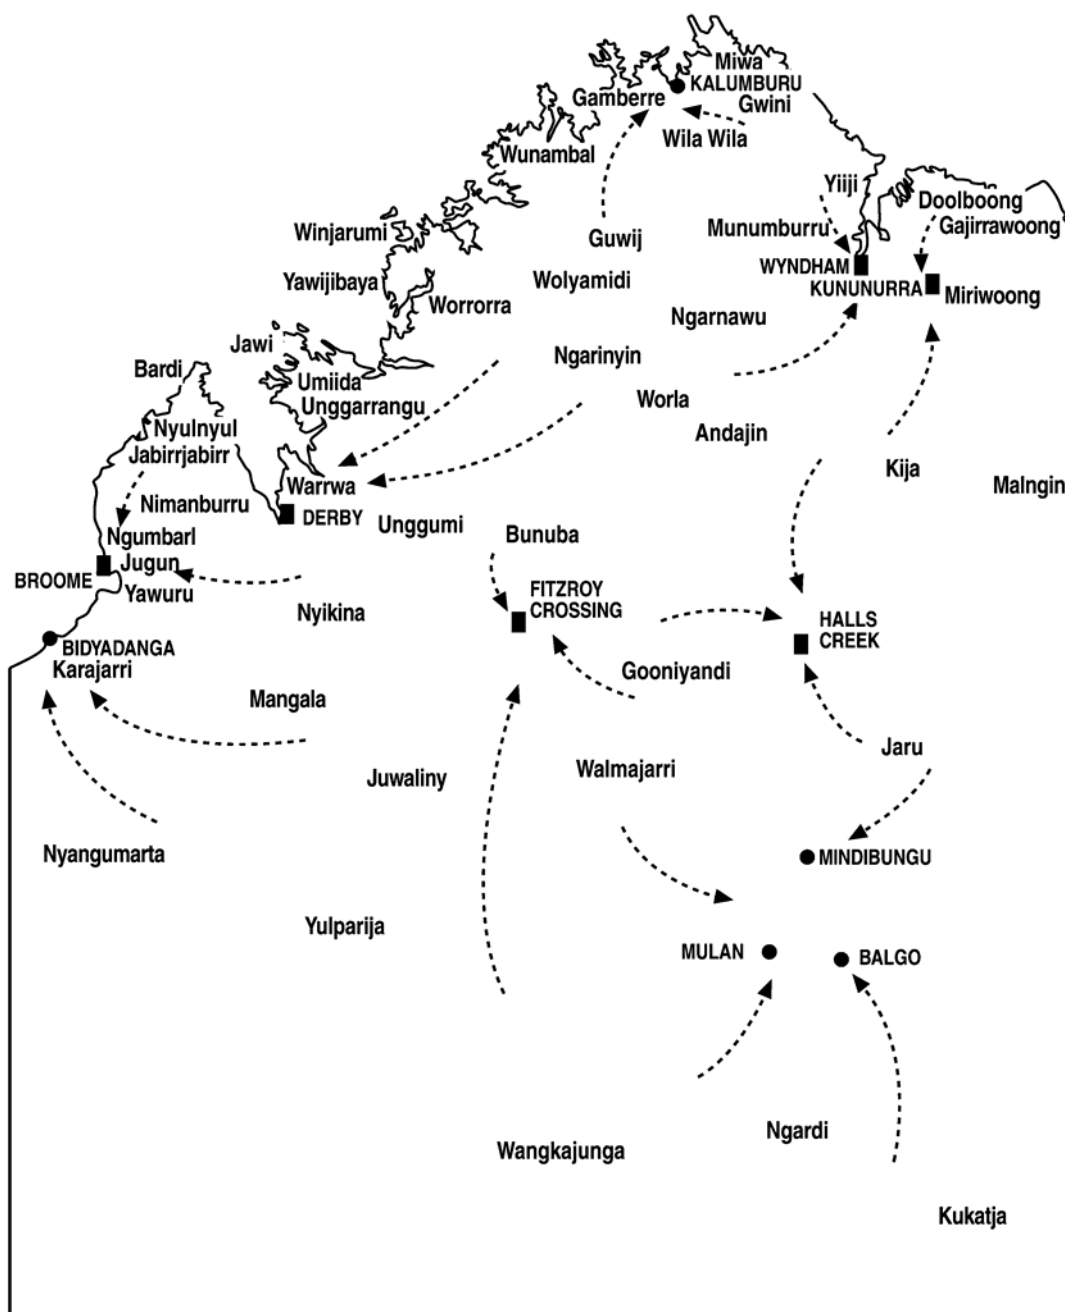 Miwa
KALUMBURU
Gamberre
Gwini
Wila Wila
Wunambal
Yiiji
Doolboong
Winjarumi
Guwij
Munumburru
Gajirrawoong
WYNDHAM
Yawijibaya
Wolyamidi
KUNUNURRA
Miriwoong
Worrorra
Ngarnawu
Jawi
Ngarinyin
Bardi
Umiida
Unggarrangu
Worla
Nyulnyul
Andajin
Jabirrjabirr
Kija
Warrwa
Malngin
Nimanburru
DERBY
Unggumi
Ngumbarl
Bunuba
Jugun
BROOME
Yawuru
FITZROY
CROSSING
Nyikina
HALLS
CREEK
BIDYADANGA
Karajarri
Gooniyandi
Mangala
Jaru
Juwaliny
Walmajarri
Nyangumarta
MINDIBUNGU
Yulparija
MULAN
BALGO
Ngardi
Wangkajunga
Kukatja